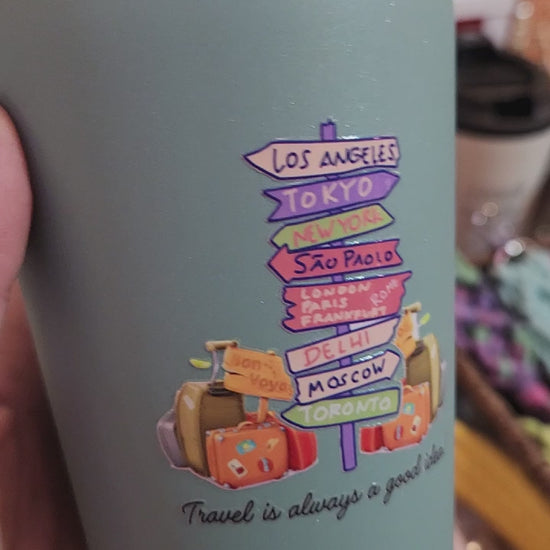 LOS ANGELES
TOKYO
NEW YORK
SÃO PAOLO
LONDON
PARIS
FRANKFURT
ROME
DELHI
MOSCOW
TORONTO
Bon
Voya
Travel is always a good idea